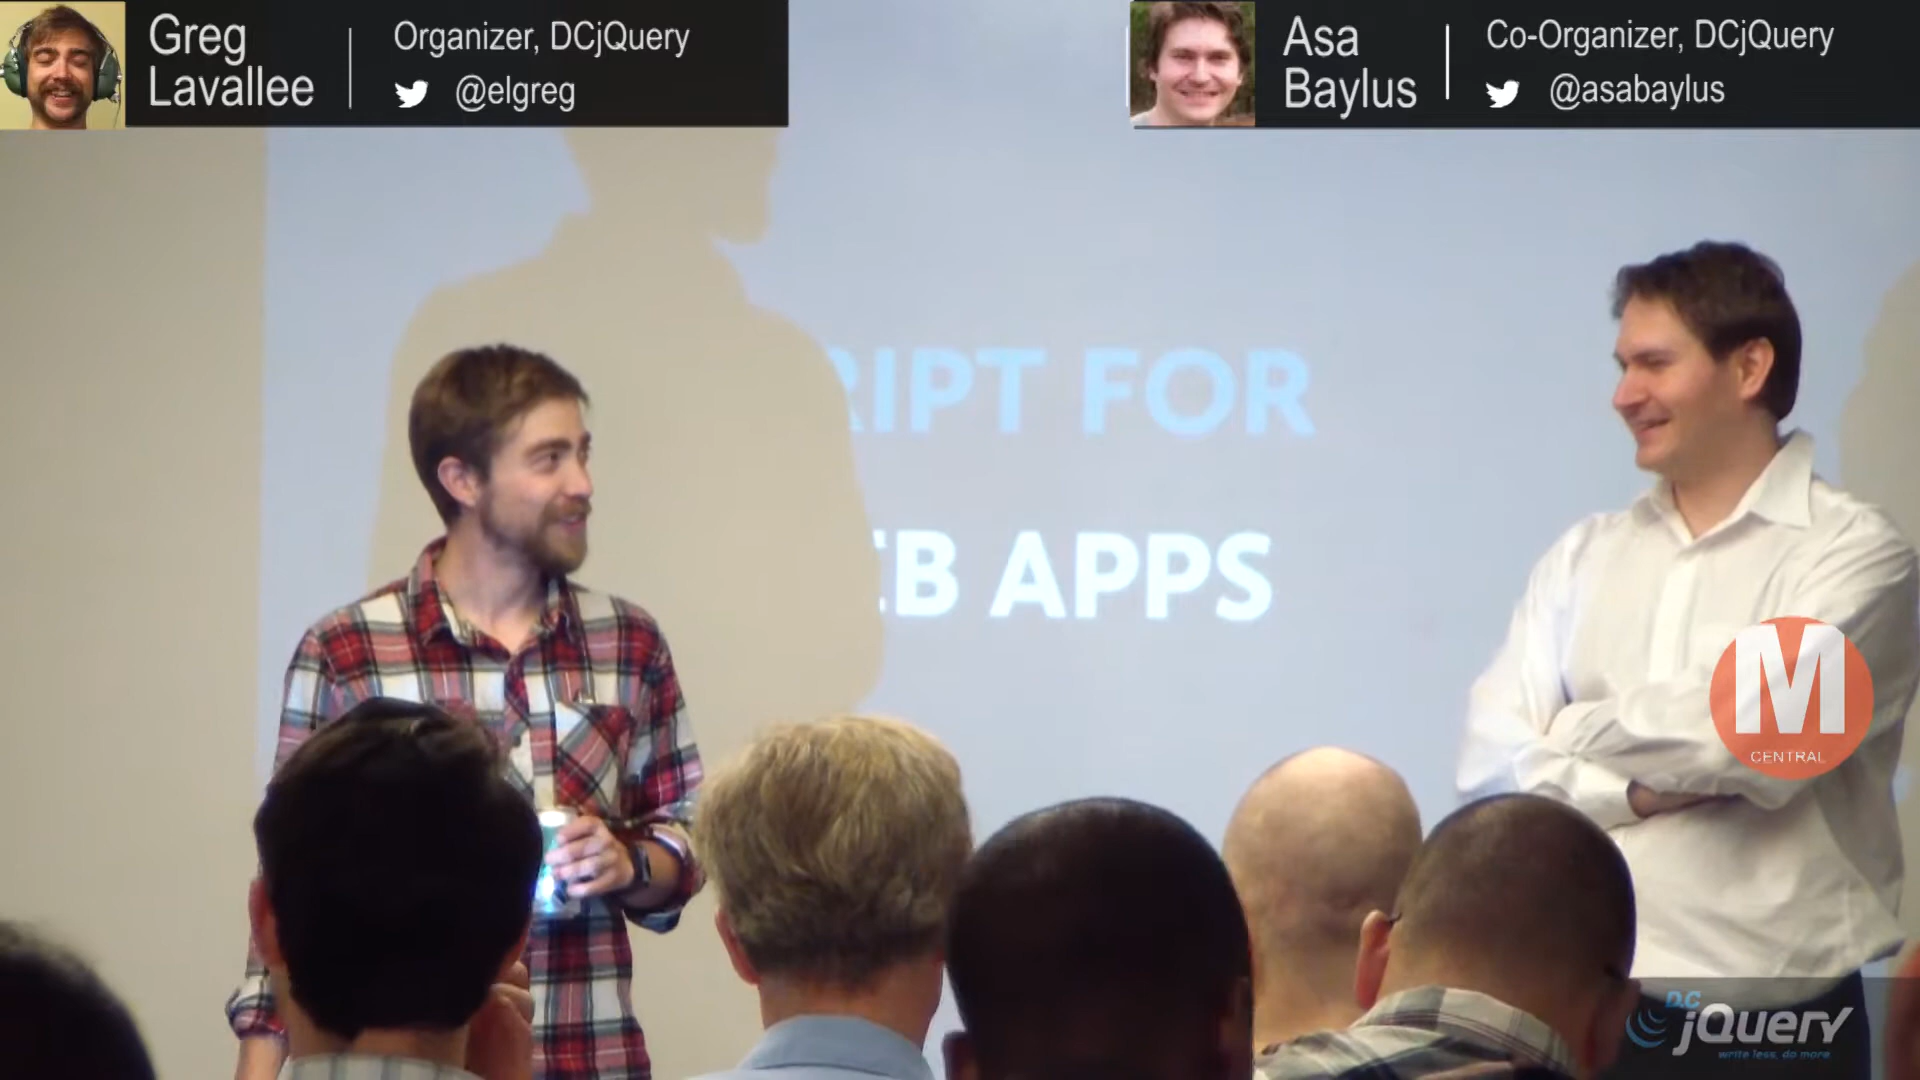 Greg
Lavallee
Organizer, DCjQuery
@elgreg
Asa
Baylus
Co-Organizer, DCjQuery
@asabaylus
RIPT FOR
EB APPS
M
CENTRAL
DC
jQuery
write less, do more.